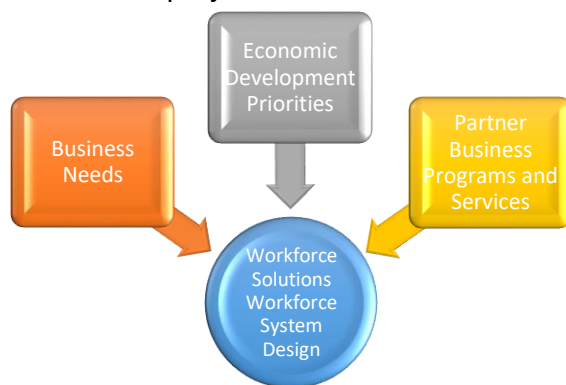 Economic
Development
Priorities
Business
Needs
Partner
Business
Programs and
Services
Workforce
Solutions
Workforce
System
Design